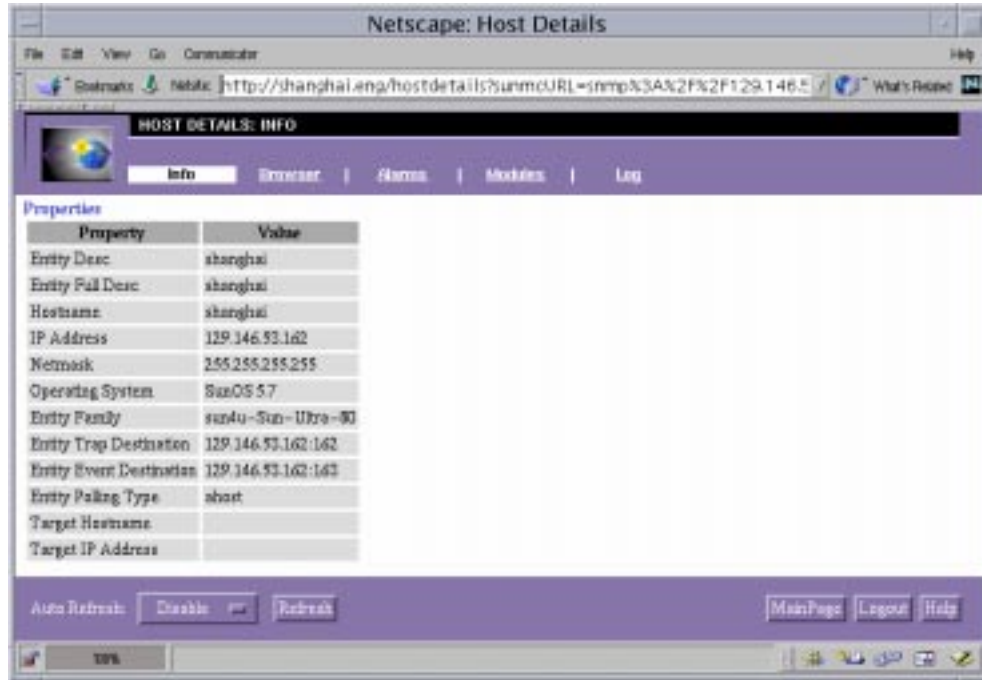 Netscape: Host Details
File Edit View Go Communicator Help
Bookmarks Netsite: http://shanghai.eng/hostdetails?sunmcURL=snmp%3A%2F%2F129.146.5 What's Related
HOST DETAILS: INFO
Info Browser | Alarms | Modules | Log
Properties
Property Value
Entity Desc shanghai
Entity Full Desc shanghai
Hostname shanghai
IP Address 129.146.53.162
Netmask 255.255.255.255
Operating System SunOS 5.7
Entity Family sun4u-Sun-Ultra-80
Entity Trap Destination 129.146.53.162:162
Entity Event Destination 129.146.53.162:163
Entity Polling Type ahost
Target Hostname
Target IP Address
Auto Refresh: Disable Refresh MainPage Logout Help
100%